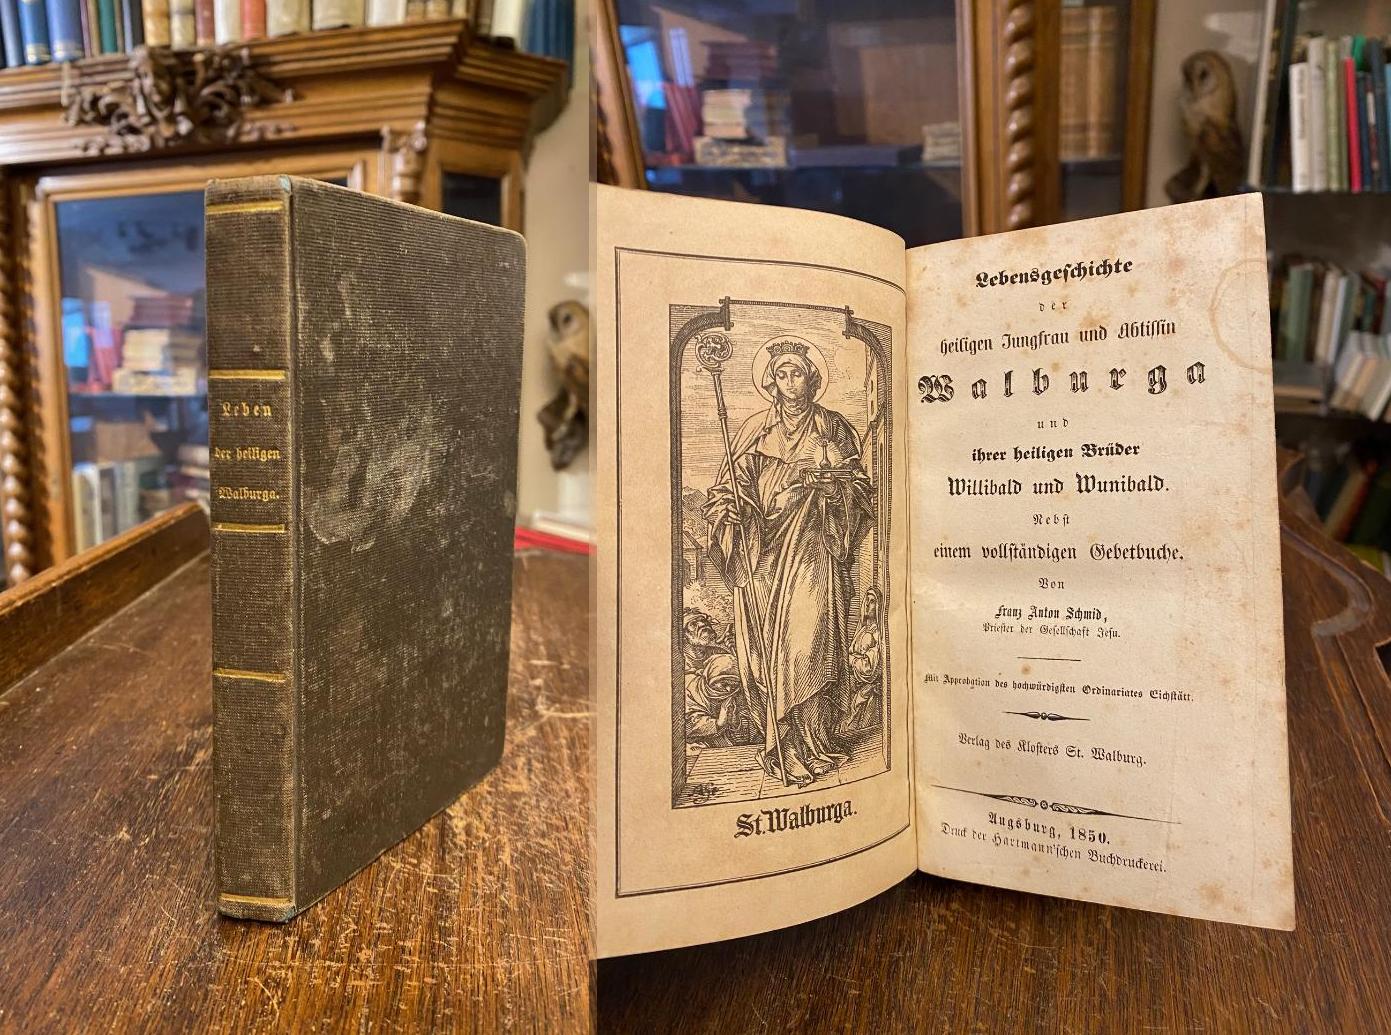 Leben
der heiligen
Walburga.
St. Walburga.
Lebensgeschichte
der
heiligen Jungfrau und Äbtissin
Walburga
und
ihrer heiligen Brüder
Willibald und Wunibald.
Nebst
einem vollständigen Gebetbuche.
Von
Franz Anton Schmid,
Priester der Gesellschaft Jesu.
Mit Approbation des hochwürdigsten Ordinariates Eichstätt.
Verlag des Klosters St. Walburg.
Augsburg, 1850.
Druck der Hartmann'schen Buchdruckerei.